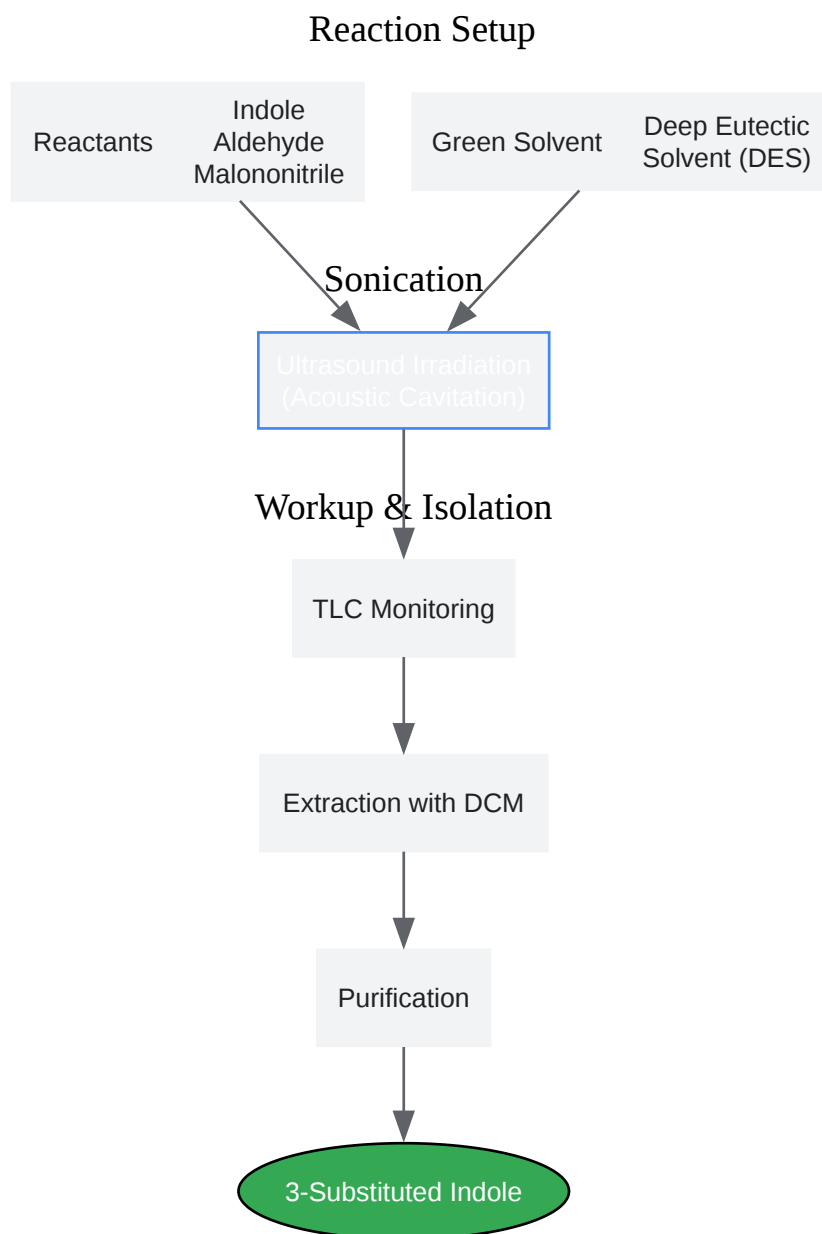 Reaction Setup
Reactants
Indole
Aldehyde
Malononitrile
Green Solvent
Deep Eutectic
Solvent (DES)
Sonication
Ultrasound Irradiation
(Acoustic Cavitation)
Workup & Isolation
TLC Monitoring
Extraction with DCM
Purification
3-Substituted Indole